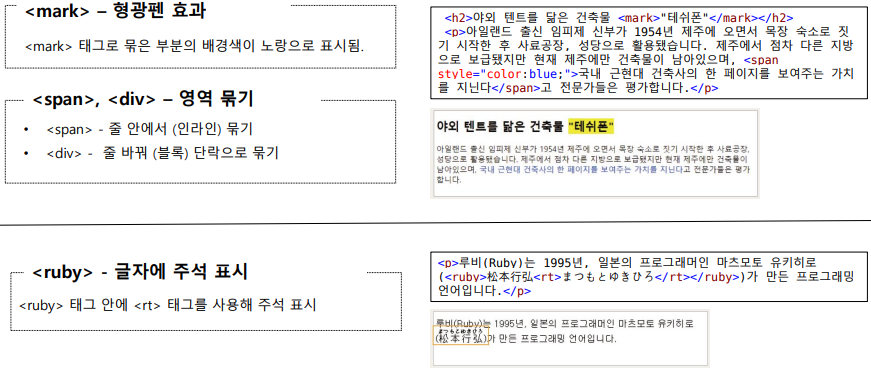 <mark> – 형광펜 효과
<mark> 태그로 묶은 부분의 배경색이 노랑으로 표시됨.
<span>, <div> – 영역 묶기
• <span> - 줄 안에서 (인라인) 묶기
• <div> - 줄 바꿔 (블록) 단락으로 묶기
<h2>야외 텐트를 닮은 건축물 <mark>"테쉬폰"</mark></h2>
<p>아일랜드 출신 임피제 신부가 1954년 제주에 오면서 목장 숙소로 짓
기 시작한 후 사료공장, 성당으로 활용됐습니다. 제주에서 점차 다른 지방
으로 보급됐지만 현재 제주에만 건축물이 남아있으며, <span
style="color:blue;">국내 근현대 건축사의 한 페이지를 보여주는 가치
를 지닌다</span>고 전문가들은 평가합니다.</p>
야외 텐트를 닮은 건축물 "테쉬폰"
아일랜드 출신 임피제 신부가 1954년 제주에 오면서 목장 숙소로 짓기 시작한 후 사료공장,
성당으로 활용됐습니다. 제주에서 점차 다른 지방으로 보급됐지만 현재 제주에만 건축물이
남아있으며, 국내 근현대 건축사의 한 페이지를 보여주는 가치를 지닌다고 전문가들은 평가
합니다.
<ruby> - 글자에 주석 표시
<ruby> 태그 안에 <rt> 태그를 사용해 주석 표시
<p>루비(Ruby)는 1995년, 일본의 프로그래머인 마츠모토 유키히로
(<ruby>松本行弘<rt>まつもとゆきひろ</rt></ruby>)가 만든 프로그래밍
언어입니다.</p>
루비(Ruby)는 1995년, 일본의 프로그래머인 마츠모토 유키히로
まつもとゆきひろ
(松本行弘)가 만든 프로그래밍 언어입니다.